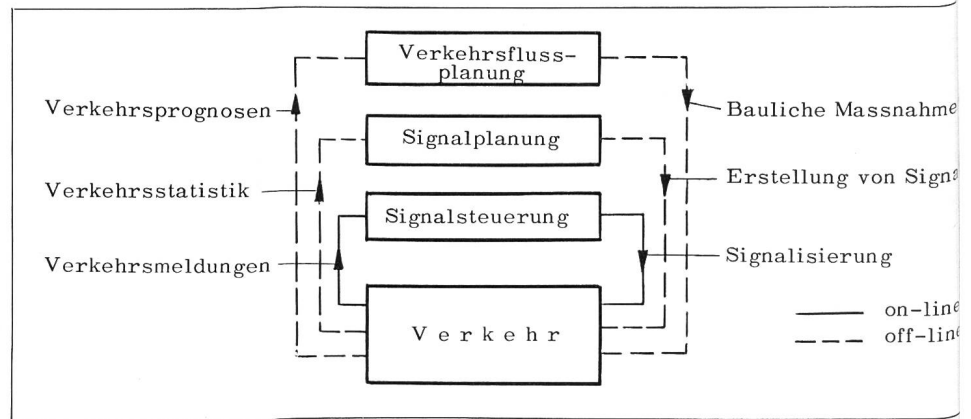 Verkehrsfluss-
planung
Verkehrsprognosen
Bauliche Massnahme
Signalplanung
Verkehrsstatistik
Erstellung von Signa
Signalsteuerung
Verkehrsmeldungen
Signalisierung
Verkehr
on-line
off-line